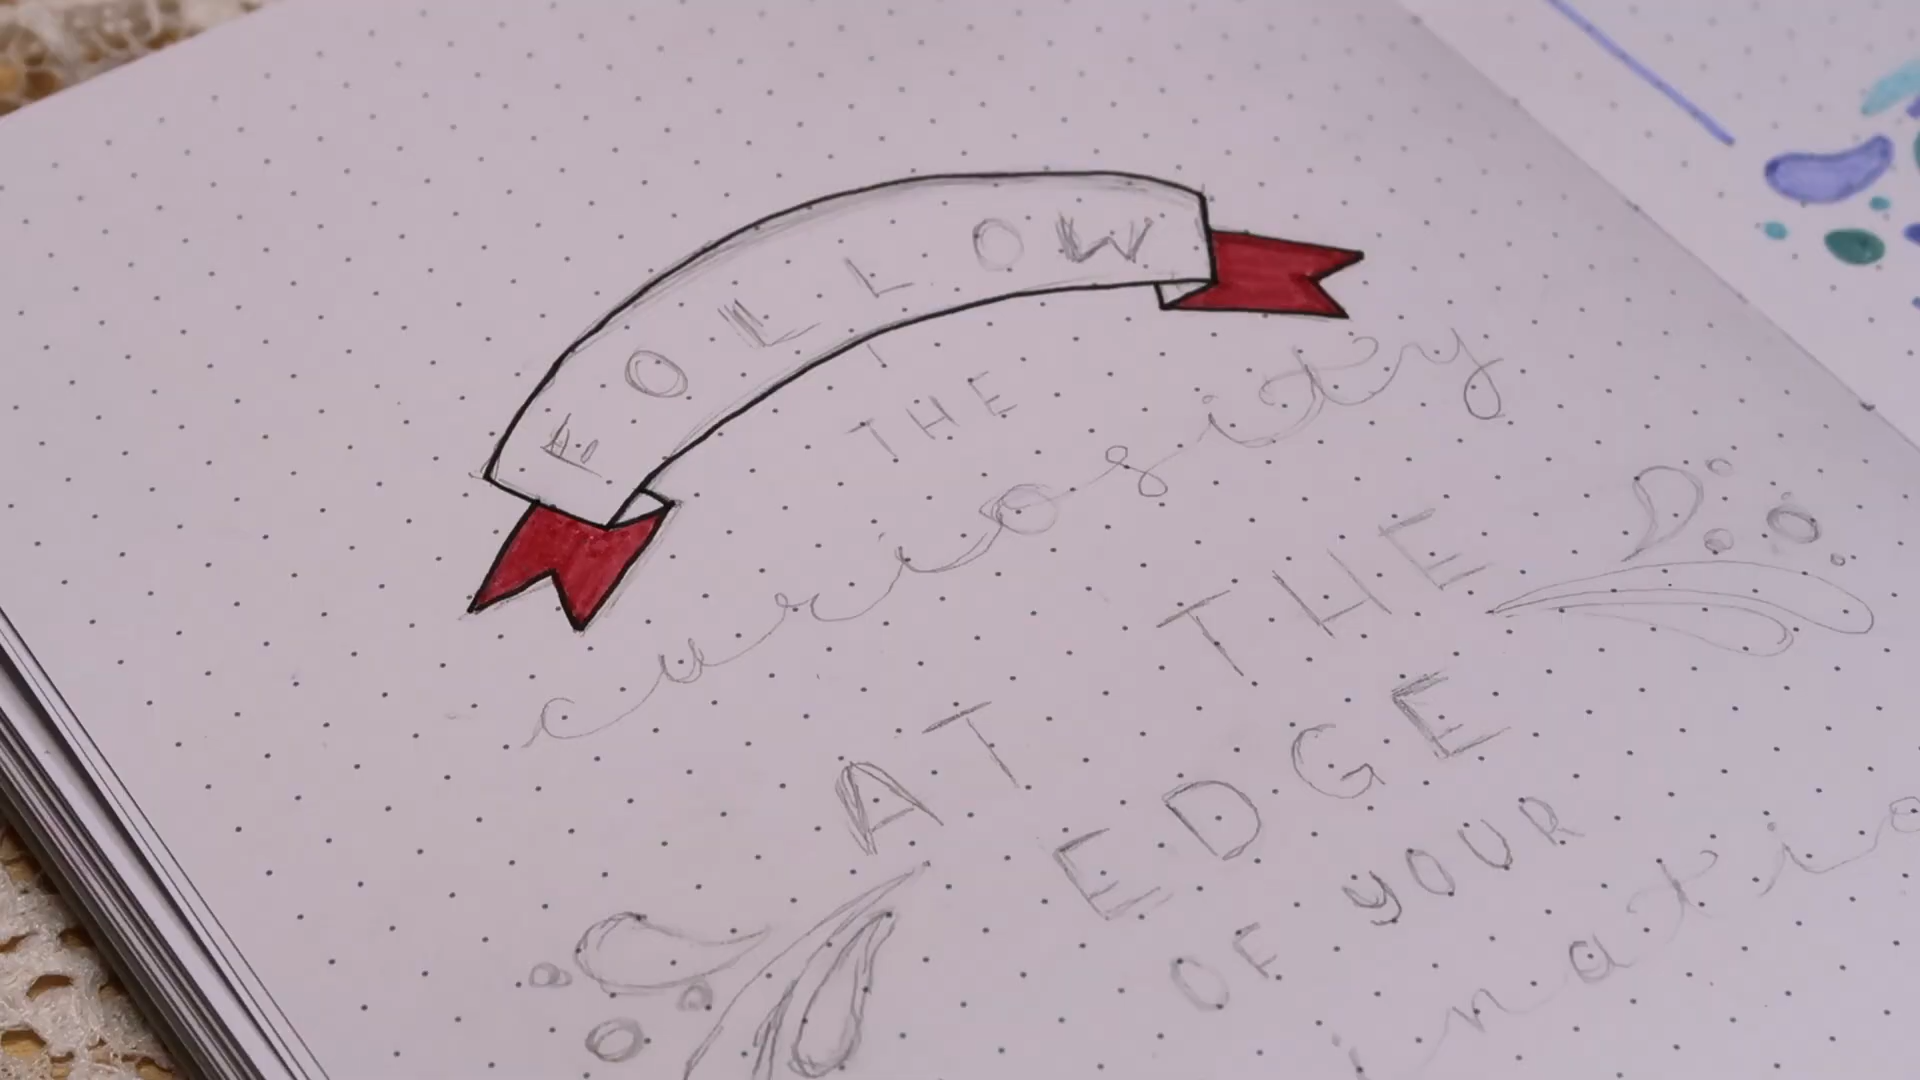 FOLLOW
THE
curiosity
AT THE
EDGE
OF YOUR